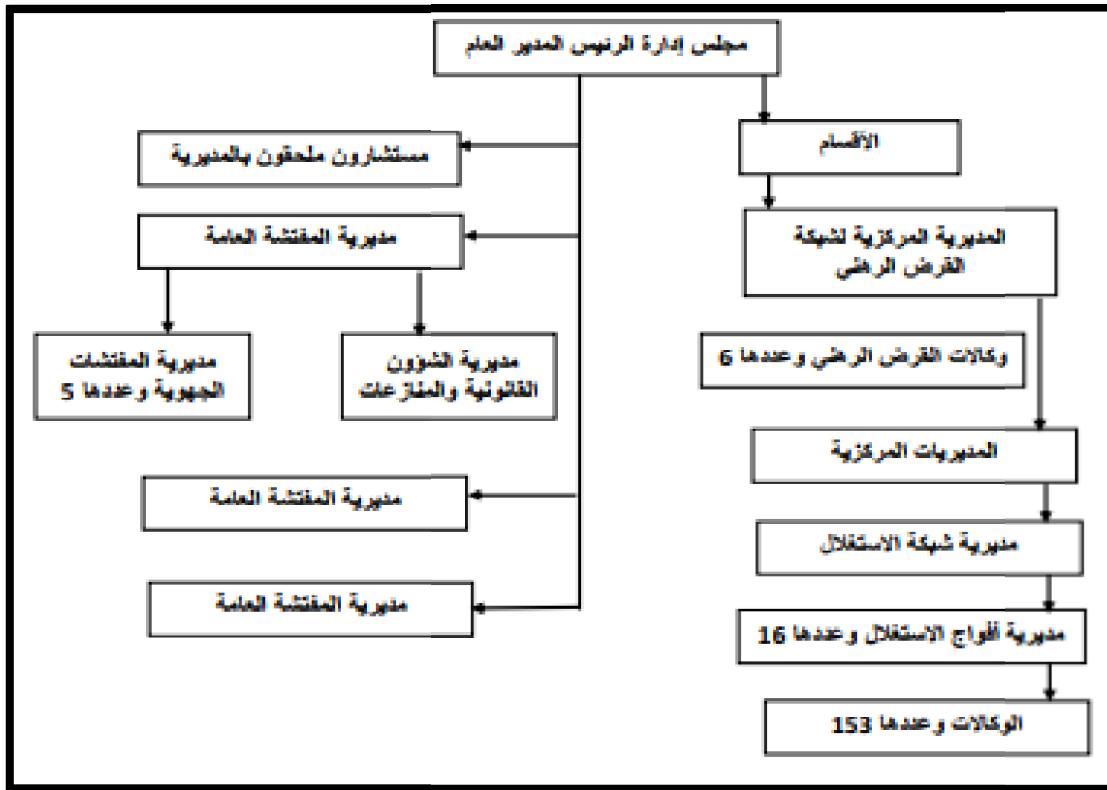 مجلس إدارة الرئيس المدير العام
الأقسام
مستشارون ملحقون بالمديرية
المديرية المركزية لشبكة
القرض الرهني
مديرية المفتشة العامة
وكالات القرض الرهني وعددها 6
مديرية الشؤون
القانونية والمنازعات
مديرية المفتشات
الجهوية وعددها 5
المديريات المركزية
مديرية المفتشة العامة
مديرية شبكة الاستغلال
مديرية المفتشة العامة
مديرية أفواج الاستغلال وعددها 16
الوكالات وعددها 153